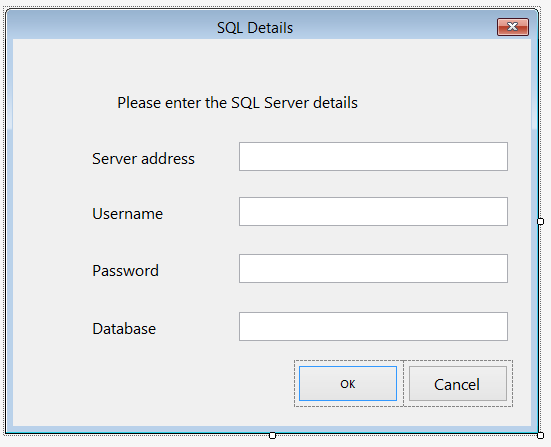 SQL Details
Please enter the SQL Server details
Server address
Username
Password
Database
OK Cancel